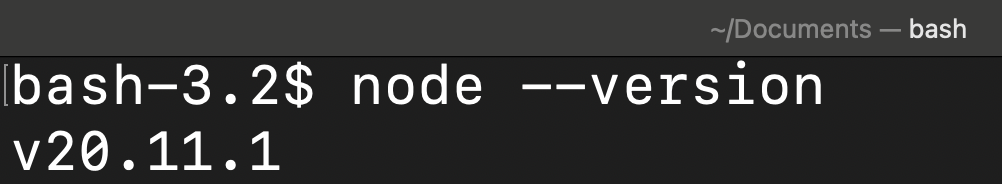 ~/Documents — bash
bash-3.2$ node --version
v20.11.1